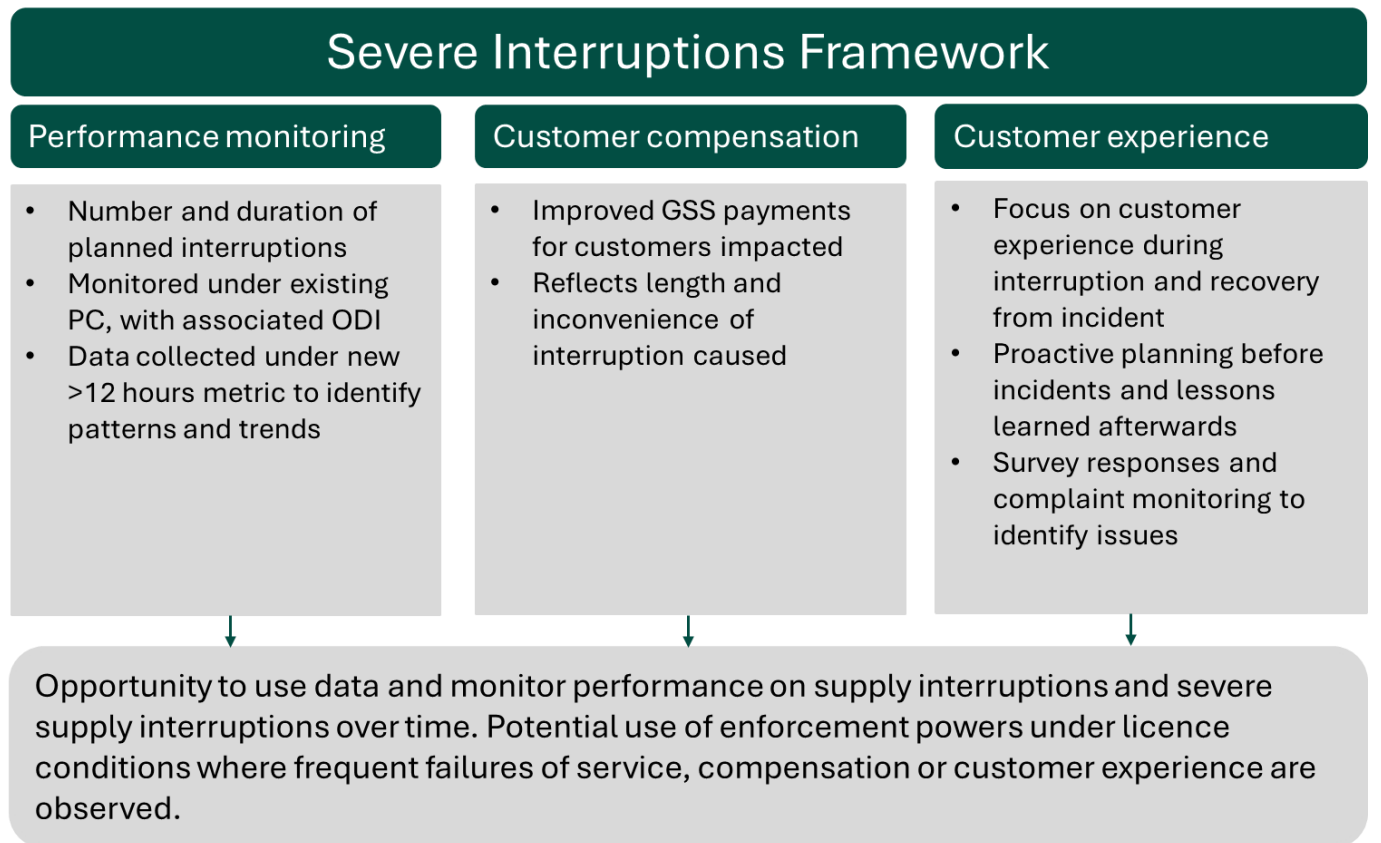 Severe Interruptions Framework
Performance monitoring
• Number and duration of
planned interruptions
• Monitored under existing
PC, with associated ODI
• Data collected under new
>12 hours metric to identify
patterns and trends
Customer compensation
• Improved GSS payments
for customers impacted
• Reflects length and
inconvenience of
interruption caused
Customer experience
• Focus on customer
experience during
interruption and recovery
from incident
• Proactive planning before
incidents and lessons
learned afterwards
• Survey responses and
complaint monitoring to
identify issues
Opportunity to use data and monitor performance on supply interruptions and severe
supply interruptions over time. Potential use of enforcement powers under licence
conditions where frequent failures of service, compensation or customer experience are
observed.